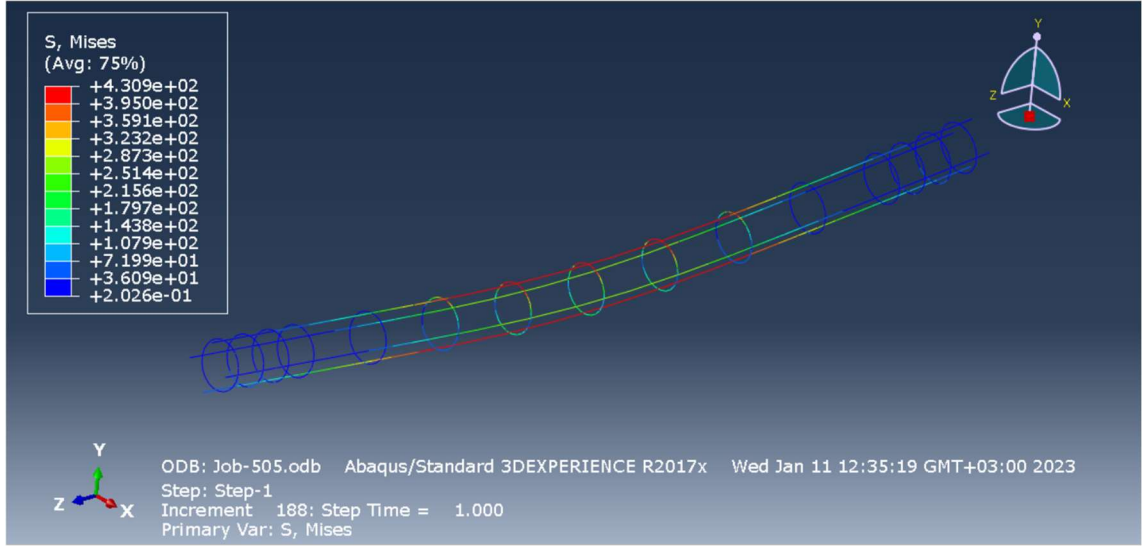 S, Mises
(Avg: 75%)
+4.309e+02
+3.950e+02
+3.591e+02
+3.232e+02
+2.873e+02
+2.514e+02
+2.156e+02
+1.797e+02
+1.438e+02
+1.079e+02
+7.199e+01
+3.609e+01
+2.026e-01
Y
Z
X
Y
Z
X
ODB: Job-505.odb Abaqus/Standard 3DEXPERIENCE R2017x Wed Jan 11 12:35:19 GMT+03:00 2023
Step: Step-1
Increment 188: Step Time = 1.000
Primary Var: S, Mises